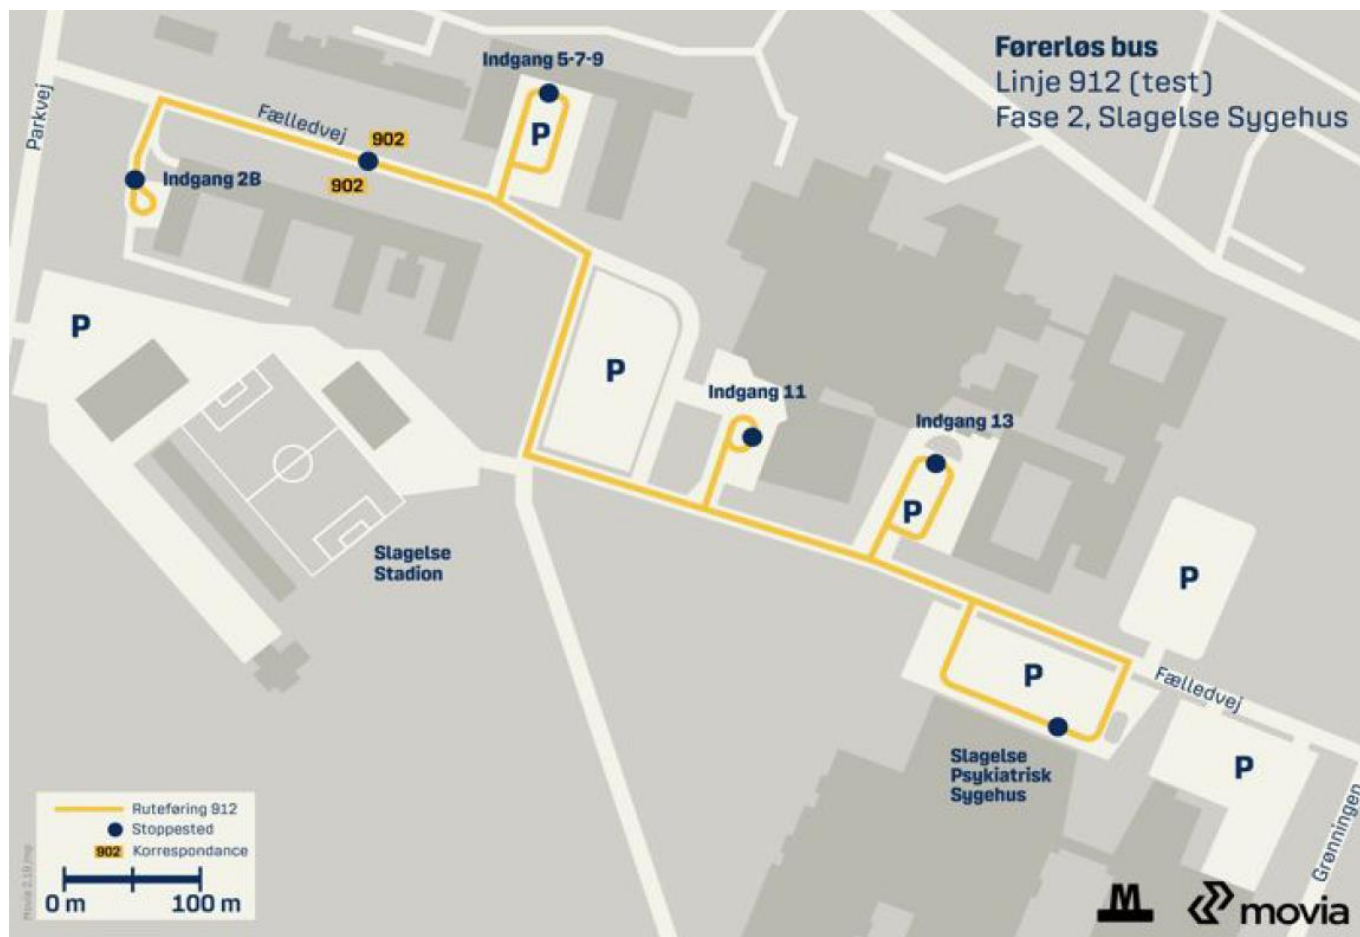 Førerløs bus
Linje 912 (test)
Fase 2, Slagelse Sygehus
Parkvej
Fælledvej
902
902
Indgang 5-7-9
P
Indgang 2B
P
P
Indgang 11
Indgang 13
P
Slagelse
Stadion
P
P
Fælledvej
Slagelse
Psykiatrisk
Sygehus
P
Grønningen
Ruteføring 912
Stoppested
902 Korrespondance
0 m 100 m
M
movia